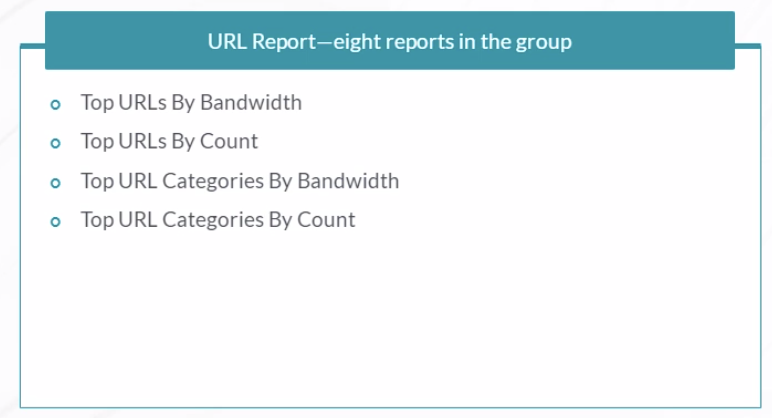 URL Report—eight reports in the group
Top URLs By Bandwidth
Top URLs By Count
Top URL Categories By Bandwidth
Top URL Categories By Count